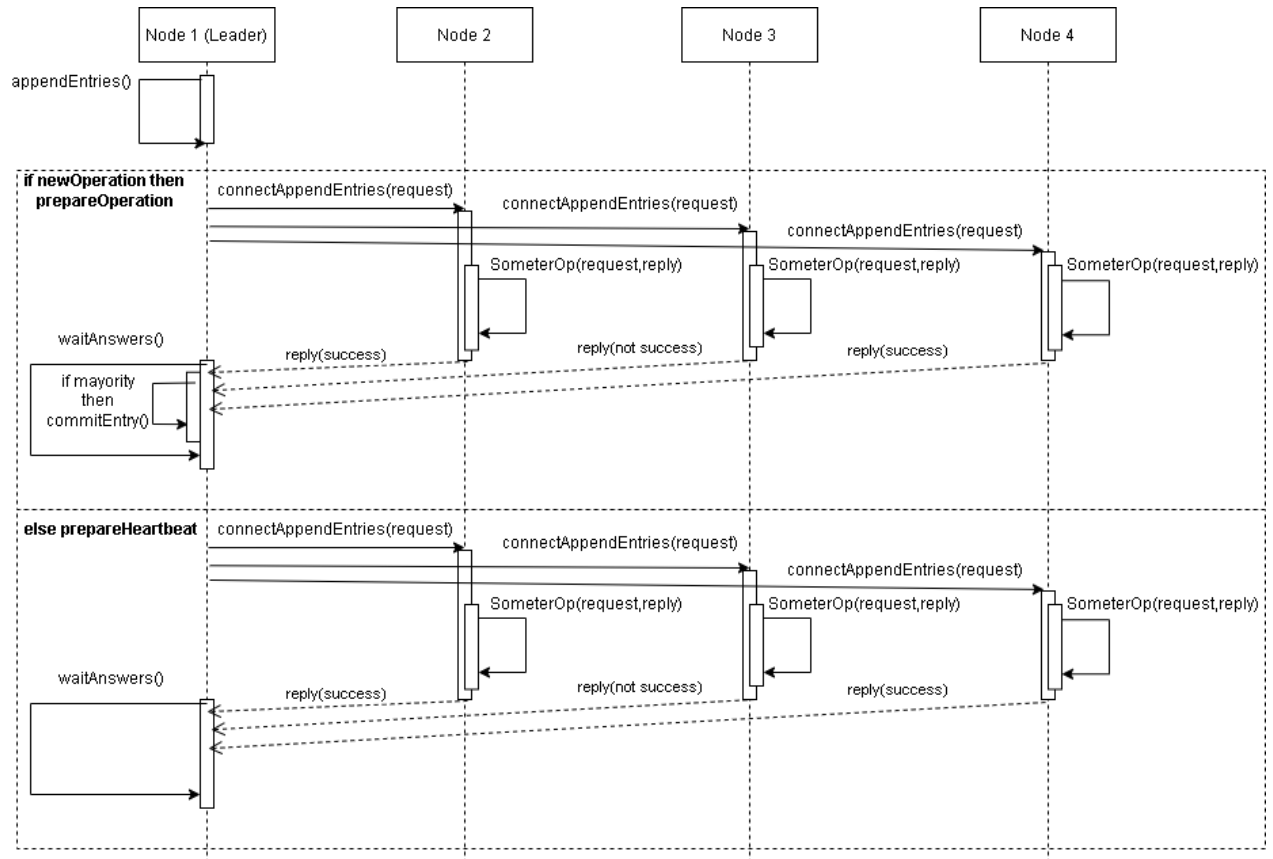 Node 1 (Leader)
Node 2
Node 3
Node 4
appendEntries()
if newOperation then
prepareOperation
connectAppendEntries(request)
connectAppendEntries(request)
connectAppendEntries(request)
SometerOp(request,reply)
SometerOp(request,reply)
SometerOp(request,reply)
waitAnswers()
reply(success)
reply(not success)
reply(success)
if mayority
then
commitEntry()
else prepareHeartbeat
connectAppendEntries(request)
connectAppendEntries(request)
connectAppendEntries(request)
SometerOp(request,reply)
SometerOp(request,reply)
SometerOp(request,reply)
waitAnswers()
reply(success)
reply(not success)
reply(success)